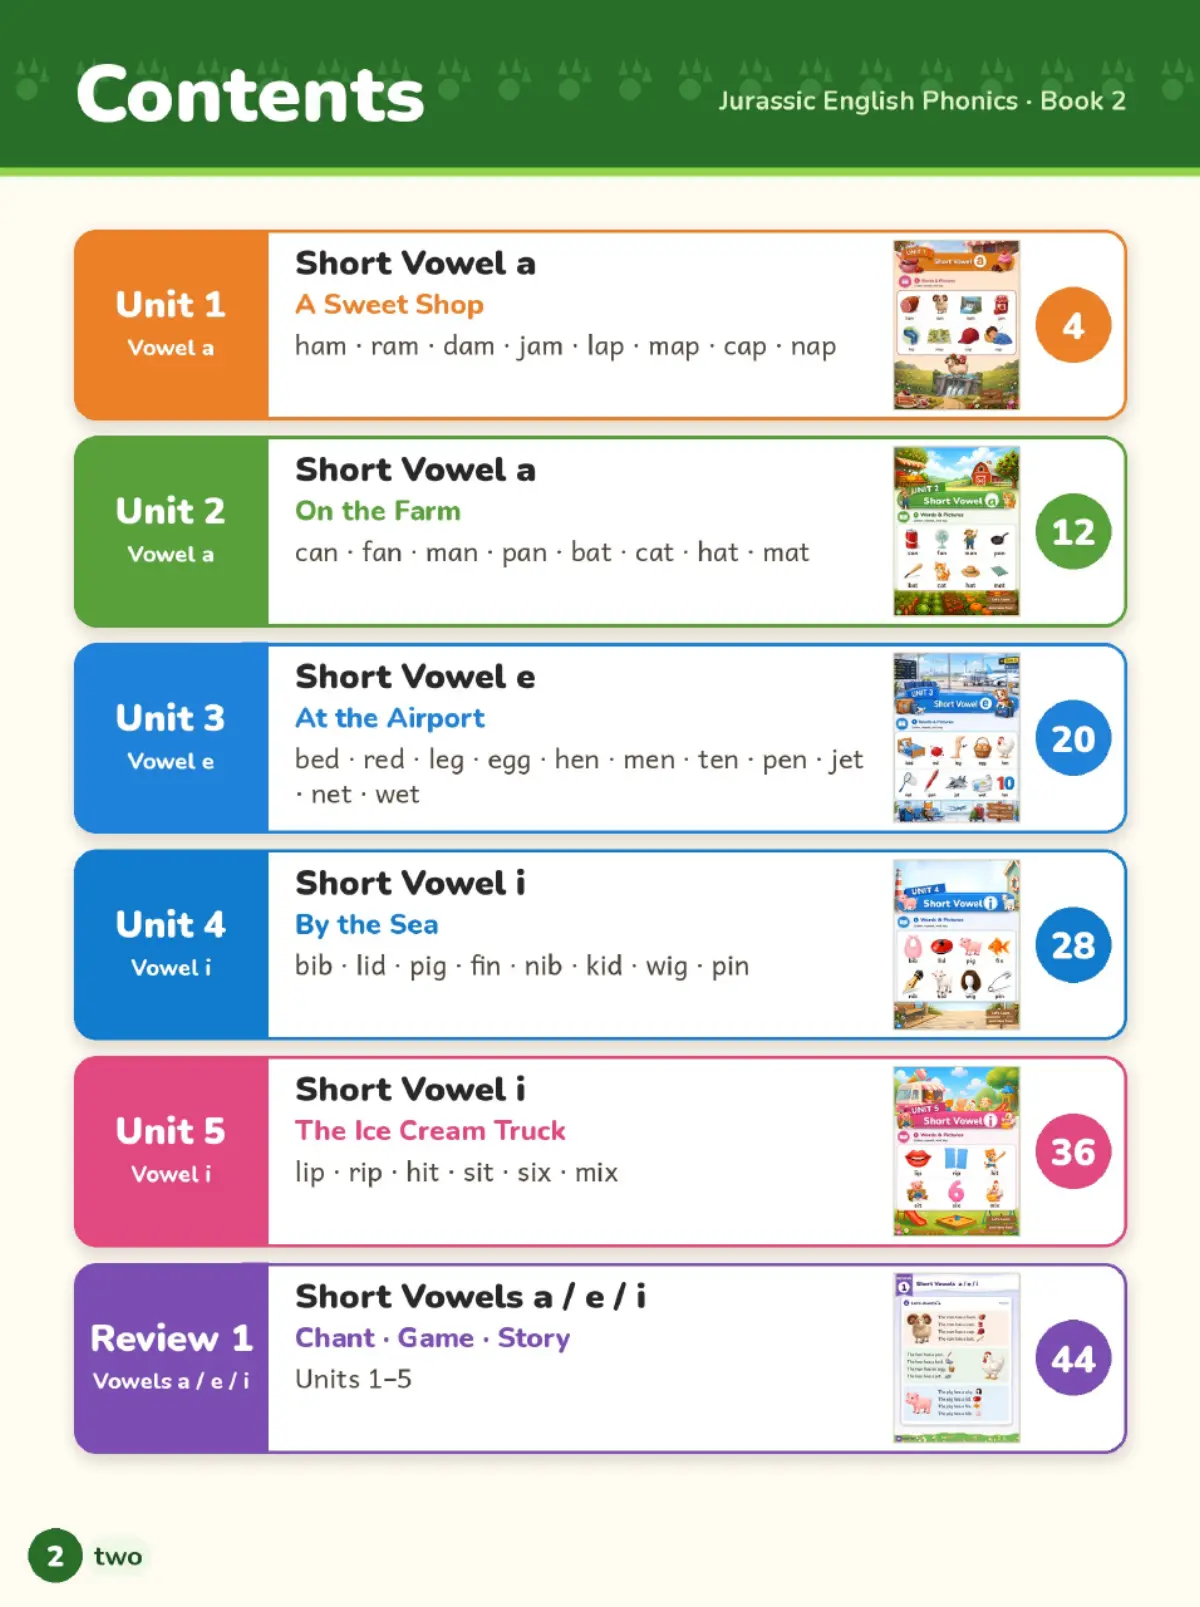 Contents
Jurassic English Phonics · Book 2
Unit 1
Vowel a
Short Vowel a
A Sweet Shop
ham · ram · dam · jam · lap · map · cap · nap
4
Unit 2
Vowel a
Short Vowel a
On the Farm
can · fan · man · pan · bat · cat · hat · mat
12
Unit 3
Vowel e
Short Vowel e
At the Airport
bed · red · leg · egg · hen · men · ten · pen · jet
· net · wet
20
Unit 4
Vowel i
Short Vowel i
By the Sea
bib · lid · pig · fin · nib · kid · wig · pin
28
Unit 5
Vowel i
Short Vowel i
The Ice Cream Truck
lip · rip · hit · sit · six · mix
36
Review 1
Vowels a / e / i
Short Vowels a / e / i
Chant · Game · Story
Units 1–5
44
2 two